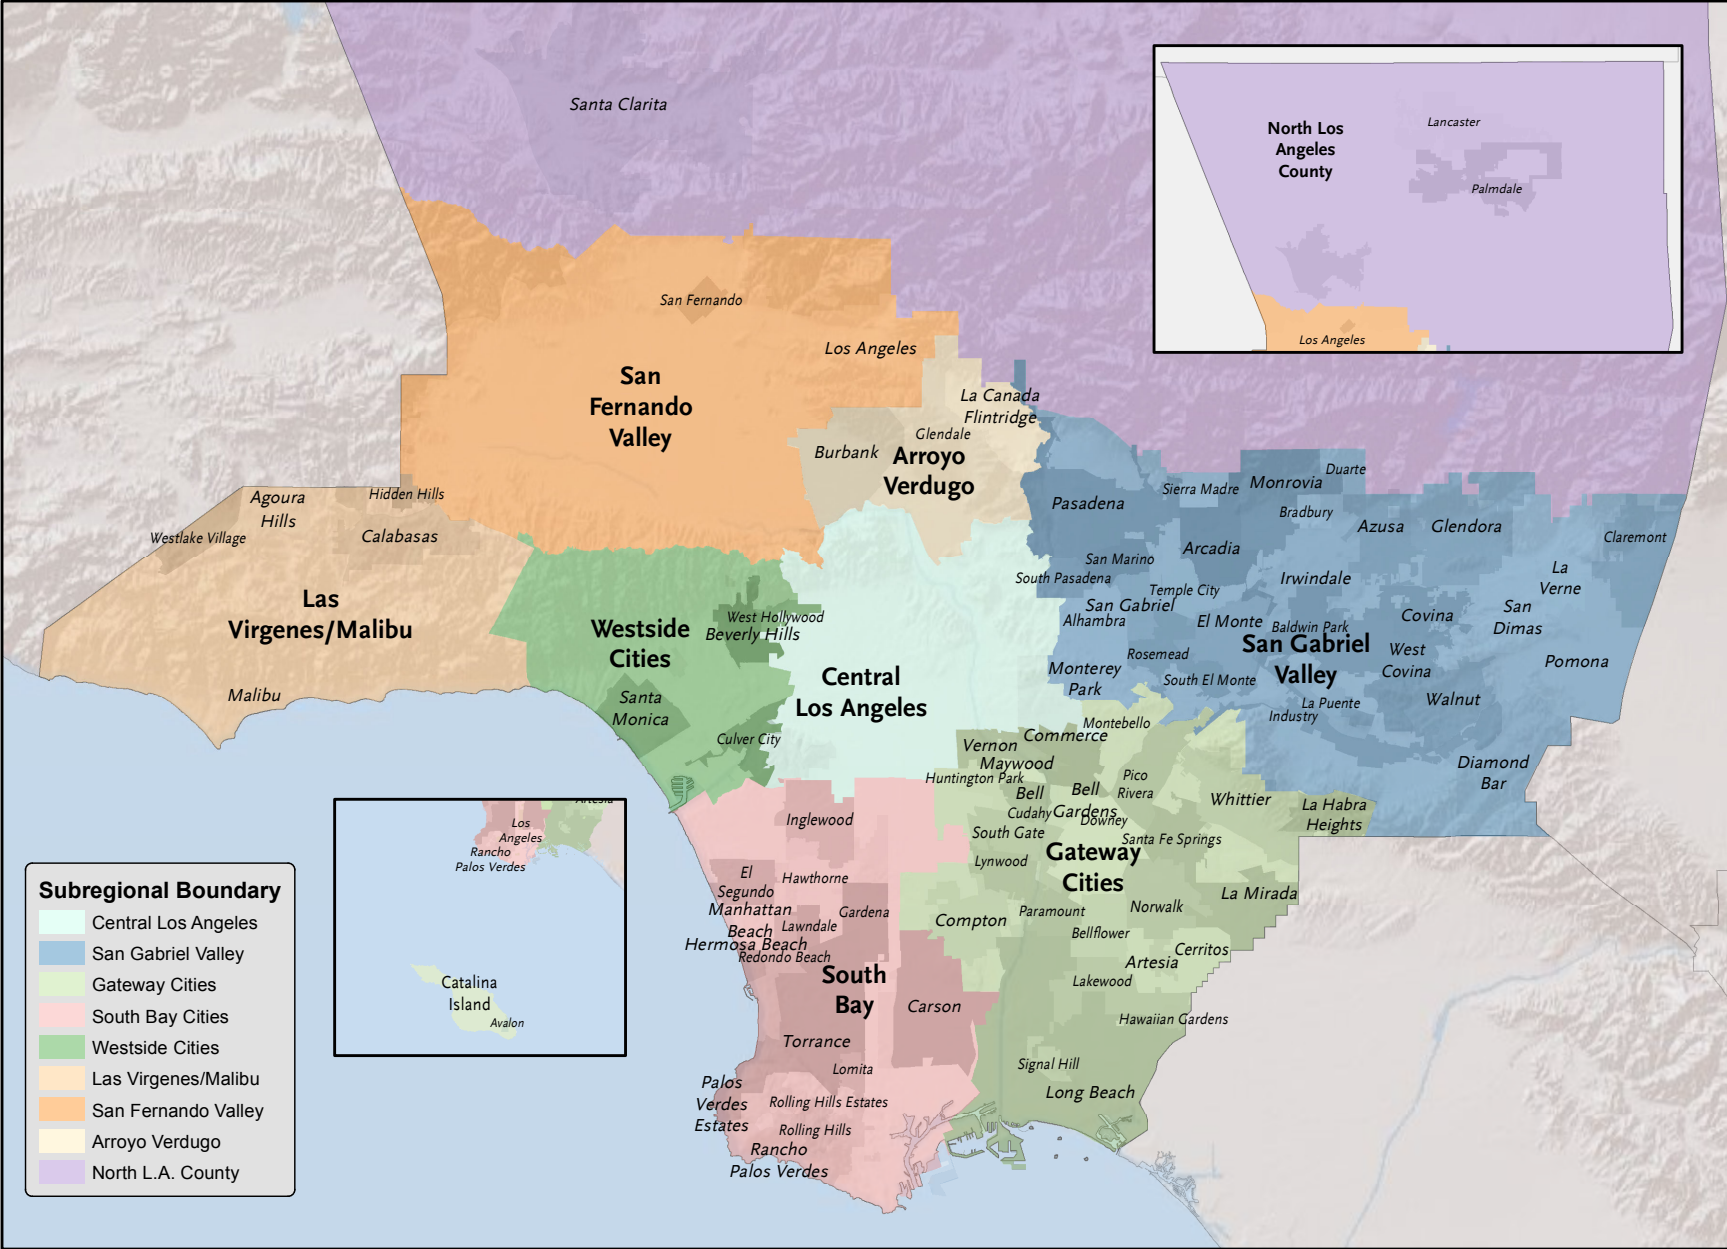 Santa Clarita
North Los
Angeles
County
Lancaster
Palmdale
Los Angeles
San Fernando
Los Angeles
San
Fernando
Valley
La Canada
Flintridge
Glendale
Burbank
Arroyo
Verdugo
Agoura
Hills
Hidden Hills
Westlake Village
Calabasas
Las
Virgenes/Malibu
Malibu
Westside
Cities
West Hollywood
Beverly Hills
Santa
Monica
Culver City
Central
Los Angeles
Pasadena
Sierra Madre
Monrovia
Duarte
Bradbury
Azusa
Glendora
Claremont
San Marino
Arcadia
South Pasadena
Temple City
Irwindale
La
Verne
San Gabriel
Alhambra
El Monte
Baldwin Park
Covina
San
Dimas
San Gabriel
Valley
West
Covina
Rosemead
Monterey
Park
South El Monte
Pomona
La Puente
Industry
Walnut
Diamond
Bar
Montebello
Commerce
Vernon
Maywood
Huntington Park
Bell
Bell
Gardens
Pico
Rivera
Cudahy
Downey
Whittier
La Habra
Heights
South Gate
Santa Fe Springs
Lynwood
Gateway
Cities
La Mirada
Compton
Paramount
Norwalk
Bellflower
Cerritos
Artesia
Lakewood
Hawaiian Gardens
Signal Hill
Long Beach
Inglewood
El
Segundo
Hawthorne
Manhattan
Beach
Gardena
Lawndale
Hermosa Beach
Redondo Beach
South
Bay
Carson
Torrance
Lomita
Palos
Verdes
Estates
Rolling Hills Estates
Rolling Hills
Rancho
Palos Verdes
Artesia
Los
Angeles
Rancho
Palos Verdes
Catalina
Island
Avalon
Subregional Boundary
Central Los Angeles
San Gabriel Valley
Gateway Cities
South Bay Cities
Westside Cities
Las Virgenes/Malibu
San Fernando Valley
Arroyo Verdugo
North L.A. County